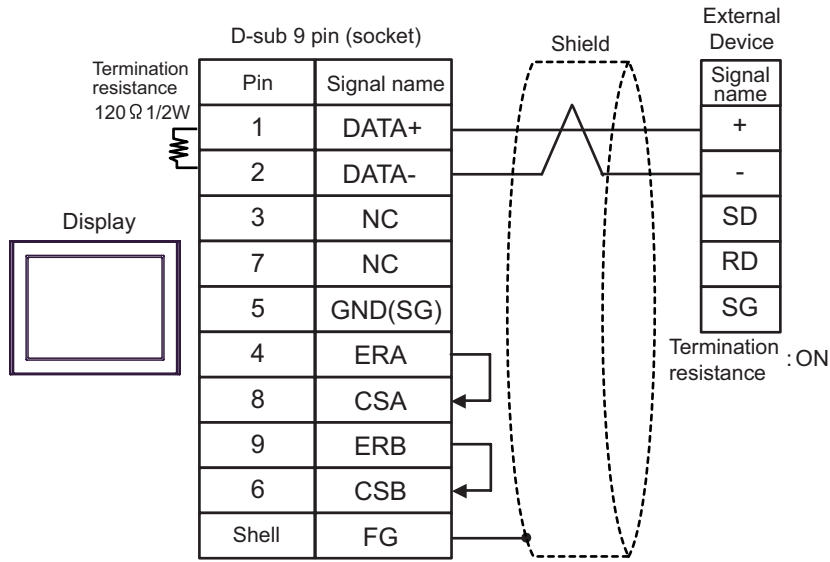 D-sub 9 pin (socket)
Shield
External
Device
Termination
resistance
120Ω 1/2W
Pin Signal name
Signal
name
1 DATA+ +
2 DATA- -
3 NC SD
Display
7 NC RD
5 GND(SG) SG
4 ERA
Termination
resistance : ON
8 CSA
9 ERB
6 CSB
Shell FG